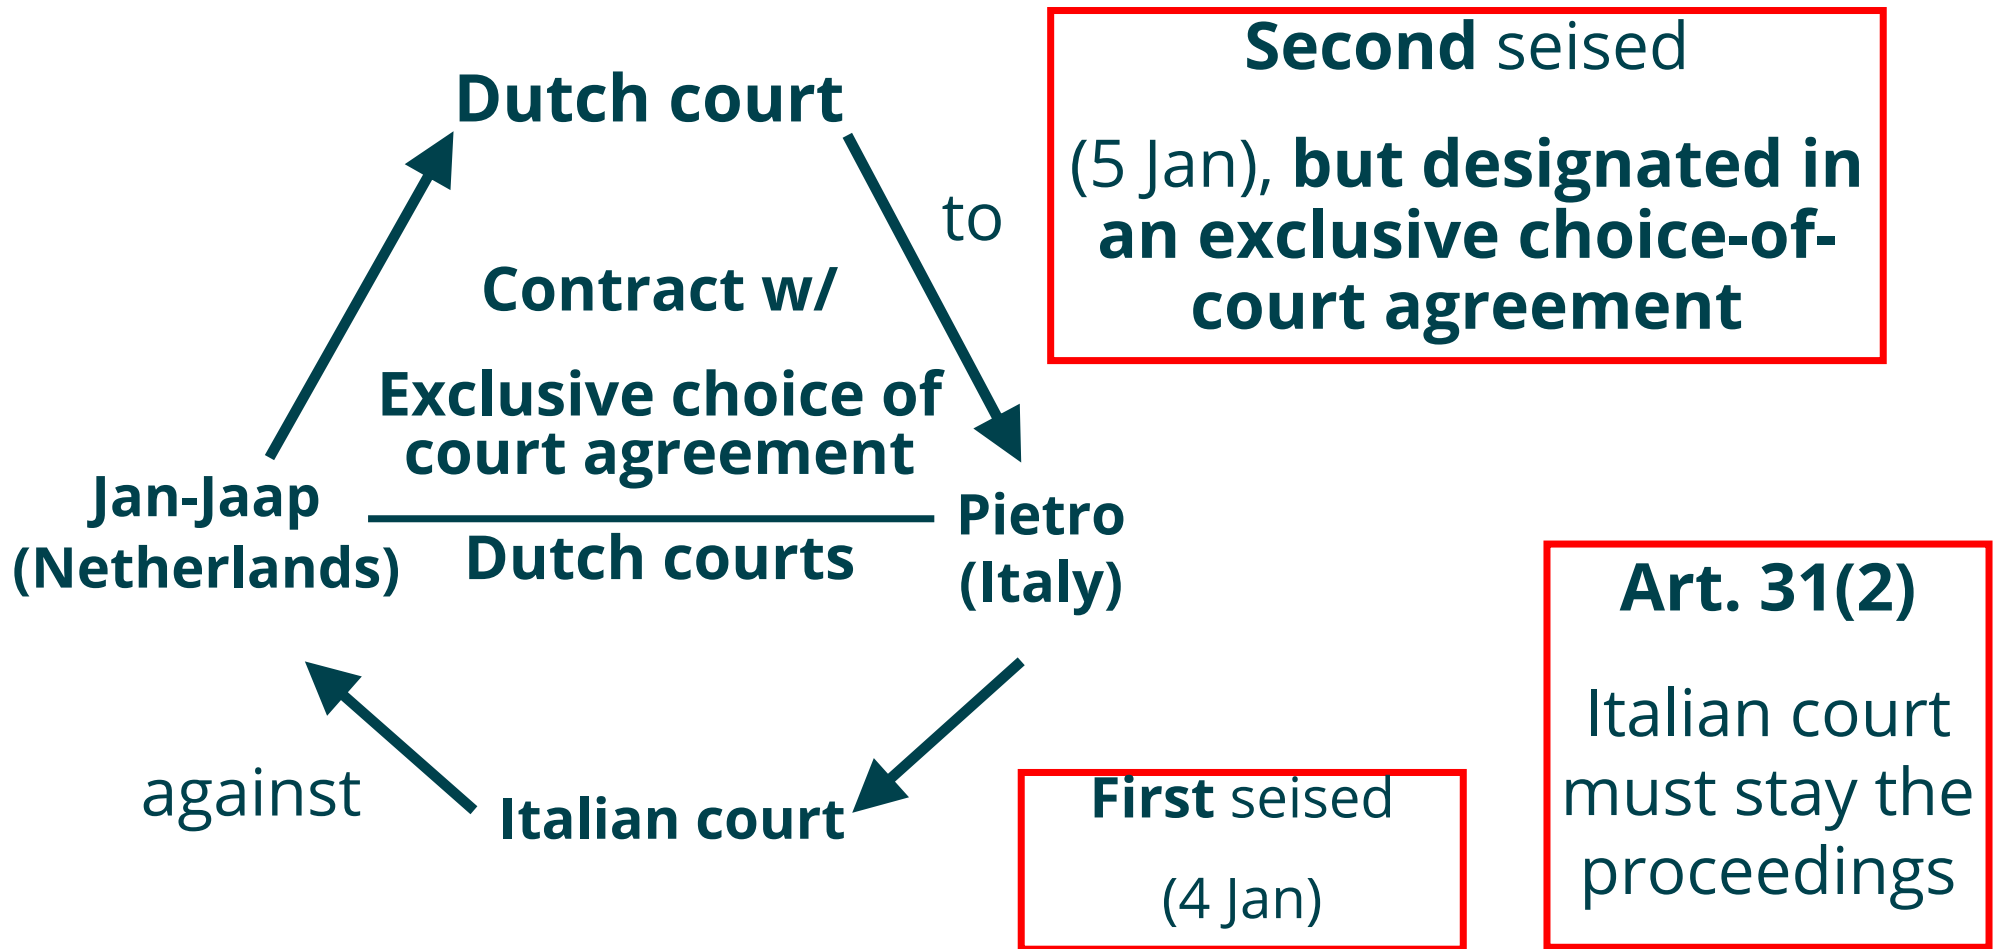 Second seised
(5 Jan), but designated in
an exclusive choice-of-
court agreement
Dutch court
to
Contract w/
Exclusive choice of
court agreement
Dutch courts
Jan-Jaap
(Netherlands)
Pietro
(Italy)
Art. 31(2)
Italian court
must stay the
proceedings
against
Italian court
First seised
(4 Jan)